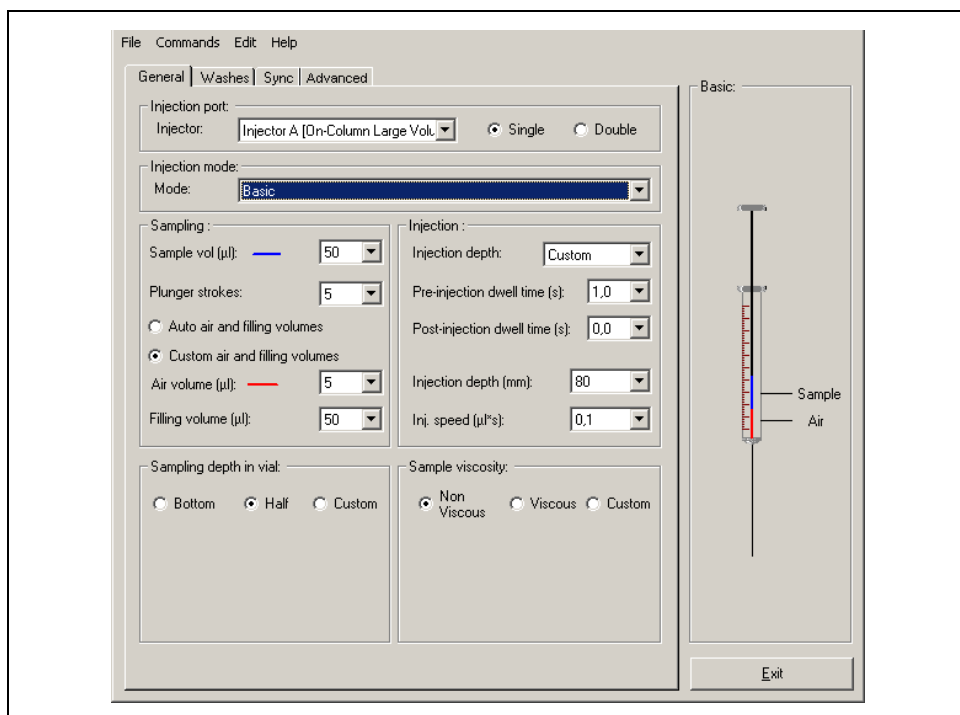 File Commands Edit Help
General Washes Sync Advanced
Injection port:
Injector: Injector A [On-Column Large Volu Single Double
Injection mode:
Mode: Basic
Sampling :
Sample vol (µl): 50
Plunger strokes: 5
Auto air and filling volumes
Custom air and filling volumes
Air volume (µl): 5
Filling volume (µl): 50
Injection :
Injection depth: Custom
Pre-injection dwell time (s): 1,0
Post-injection dwell time (s): 0,0
Injection depth (mm): 80
Inj. speed (µl*s): 0,1
Sampling depth in vial:
Bottom Half Custom
Sample viscosity:
Non
Viscous Viscous Custom
Basic:
Sample
Air
Exit